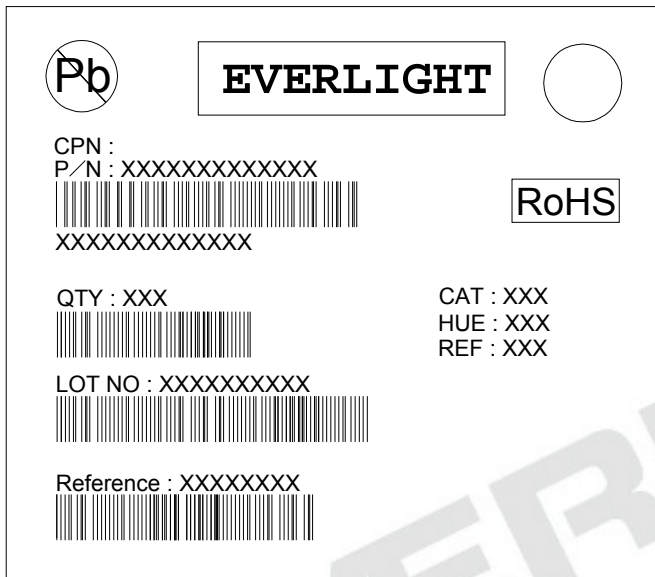 Pb
EVERLIGHT
CPN :
P/N : XXXXXXXXXXXXX
RoHS
XXXXXXXXXXXXX
QTY : XXX
CAT : XXX
HUE : XXX
REF : XXX
LOT NO : XXXXXXXXXX
Reference : XXXXXXXX